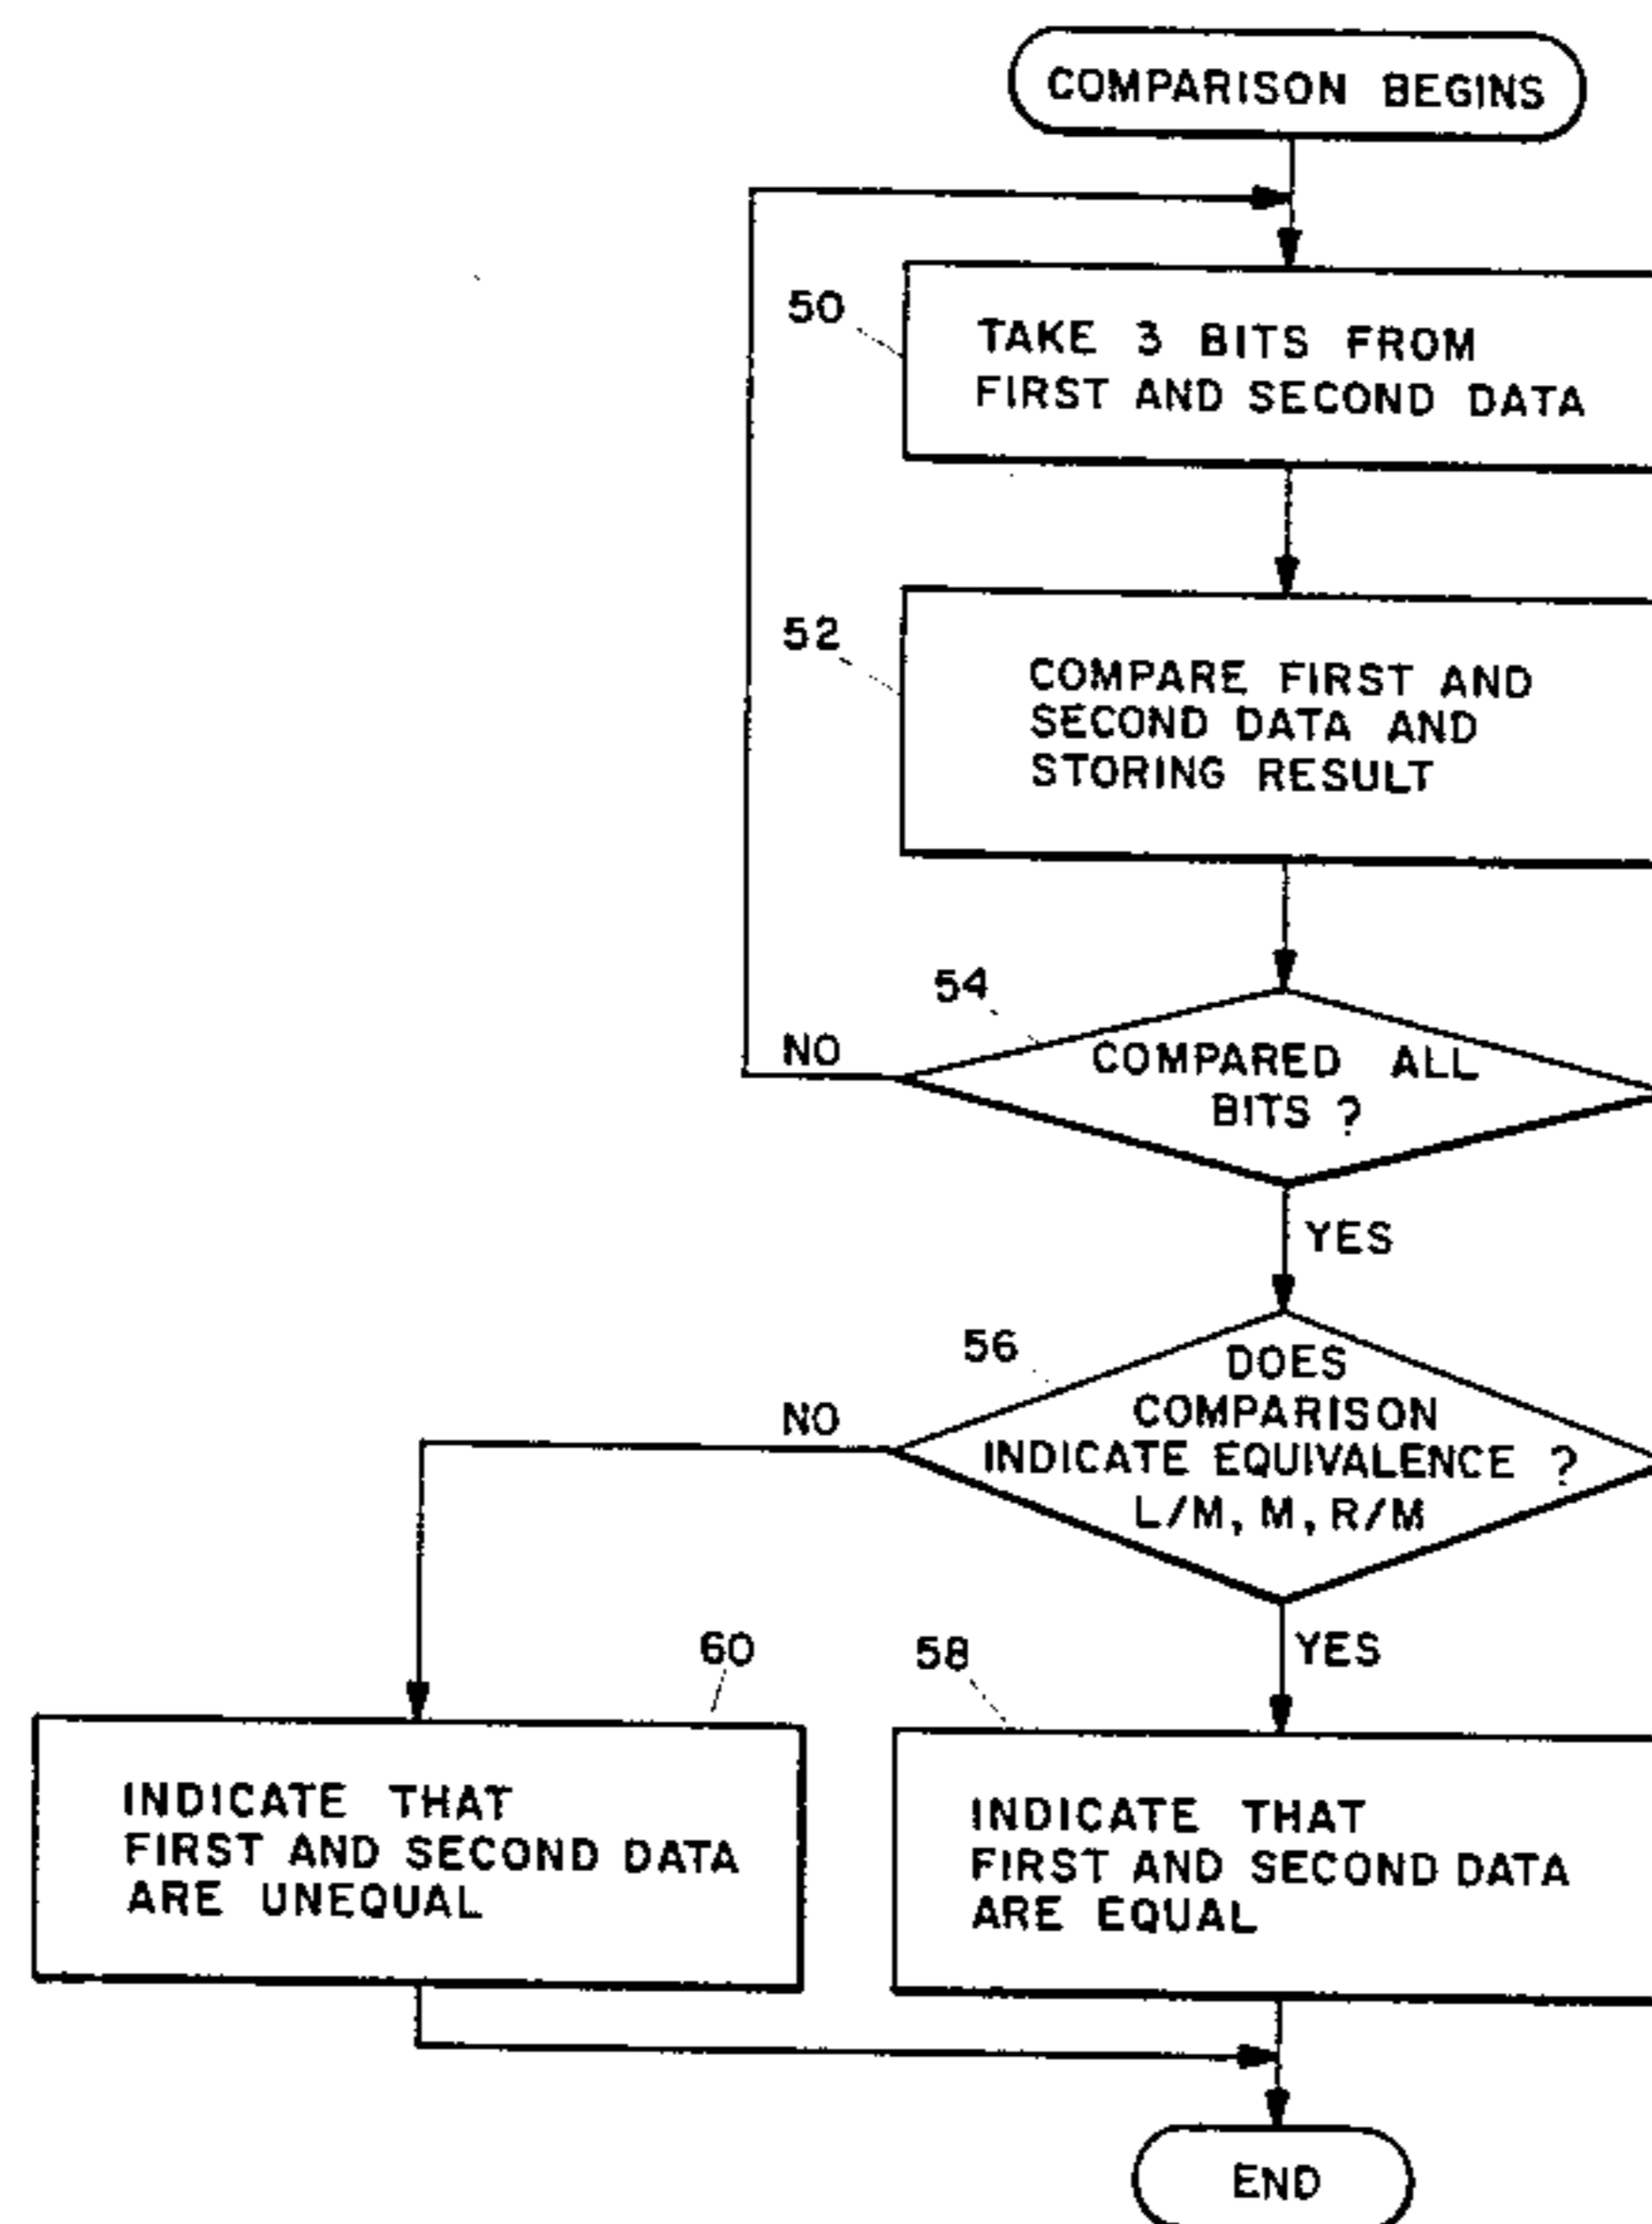 COMPARISON BEGINS
50
TAKE 3 BITS FROM
FIRST AND SECOND DATA
52
COMPARE FIRST AND
SECOND DATA AND
STORING RESULT
54
NO
COMPARED ALL
BITS ?
YES
56
NO
DOES
COMPARISON
INDICATE EQUIVALENCE ?
L/M, M, R/M
60
58
YES
INDICATE THAT
FIRST AND SECOND DATA
ARE UNEQUAL
INDICATE THAT
FIRST AND SECOND DATA
ARE EQUAL
END